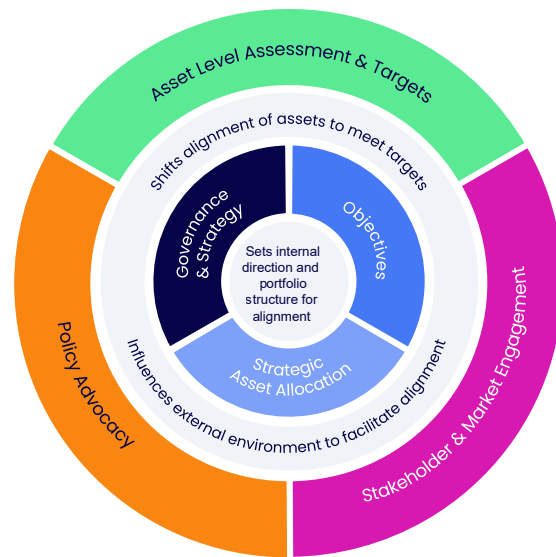 Asset Level Assessment & Targets
Shifts alignment of assets to meet targets
Governance
& Strategy
Objectives
Sets internal
direction and
portfolio
structure for
alignment
Strategic
Asset Allocation
Influences external environment to facilitate alignment
Policy Advocacy
Stakeholder & Market Engagement